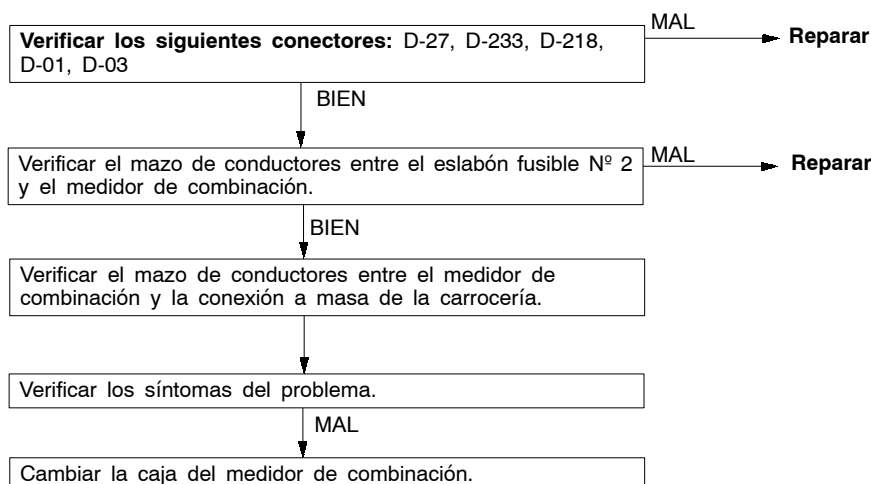 MAL
Verificar los siguientes conectores: D-27, D-233, D-218,
D-01, D-03
Reparar
BIEN
Verificar el mazo de conductores entre el eslabón fusible Nº 2
y el medidor de combinación.
MAL
Reparar
BIEN
Verificar el mazo de conductores entre el medidor de
combinación y la conexión a masa de la carrocería.
Verificar los síntomas del problema.
MAL
Cambiar la caja del medidor de combinación.